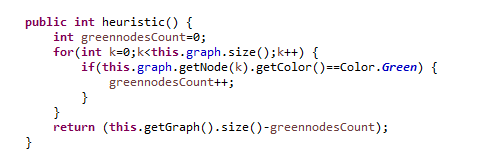 public int heuristic() {
    int greennodesCount=0;
    for(int k=0;k<this.graph.size();k++) {
        if(this.graph.getNode(k).getColor()==Color.Green) {
            greennodesCount++;
        }
    }
    return (this.getGraph().size()-greennodesCount);
}